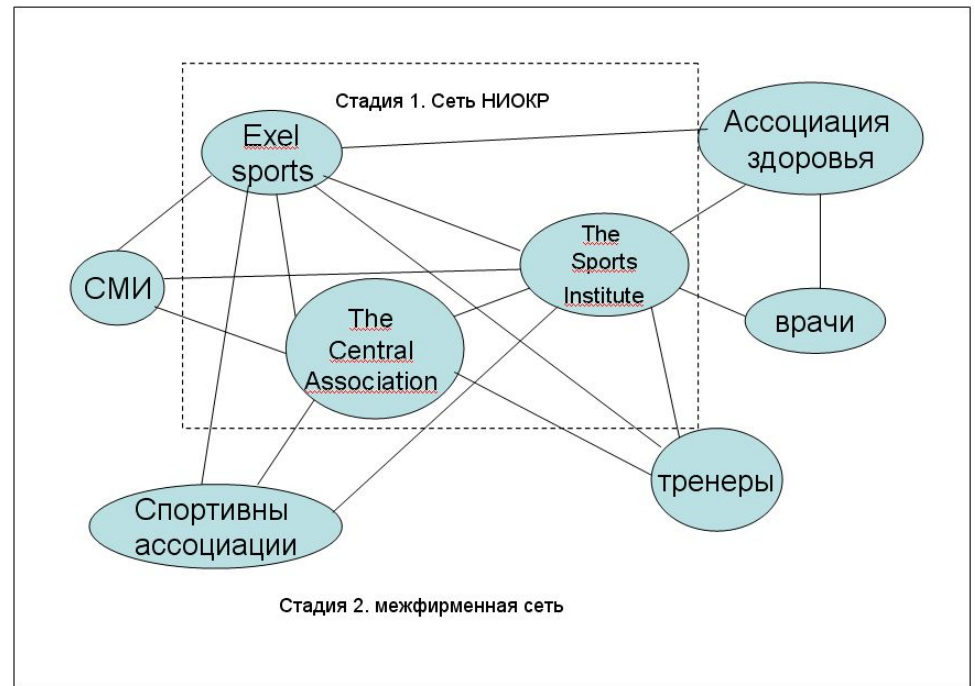 Стадия 1. Сеть НИОКР
Exel
sports
Ассоциация
здоровья
The
Sports
Institute
СМИ
The
Central
Association
врачи
тренеры
Спортивны
ассоциации
Стадия 2. межфирменная сеть